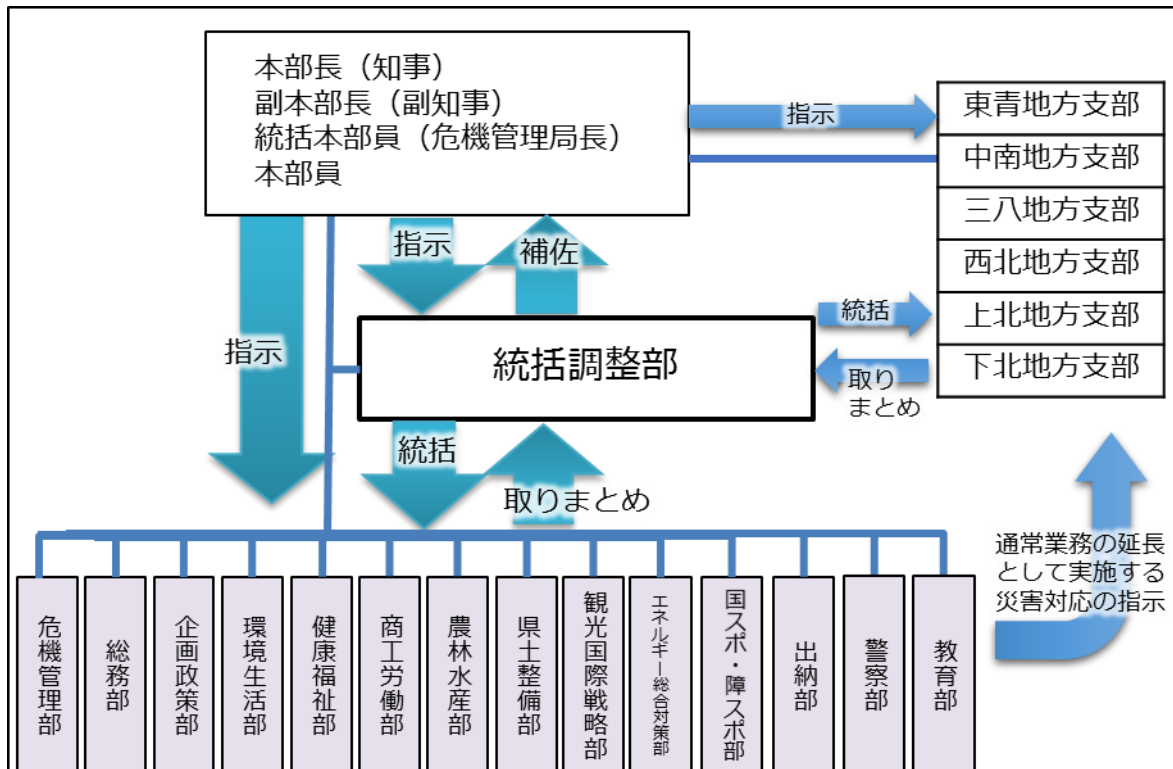 本部長（知事）
副本部長（副知事）
統括本部員（危機管理局長）
本部員
指示
東青地方支部
中南地方支部
三八地方支部
西北地方支部
上北地方支部
下北地方支部
指示
補佐
指示
統括調整部
統括
取り
まとめ
統括
取りまとめ
通常業務の延長
として実施する
災害対応の指示
危機管理部
総務部
企画政策部
環境生活部
健康福祉部
商工労働部
農林水産部
県土整備部
観光国際戦略部
エネルギー総合対策部
国スポ・障スポ部
出納部
警察部
教育部